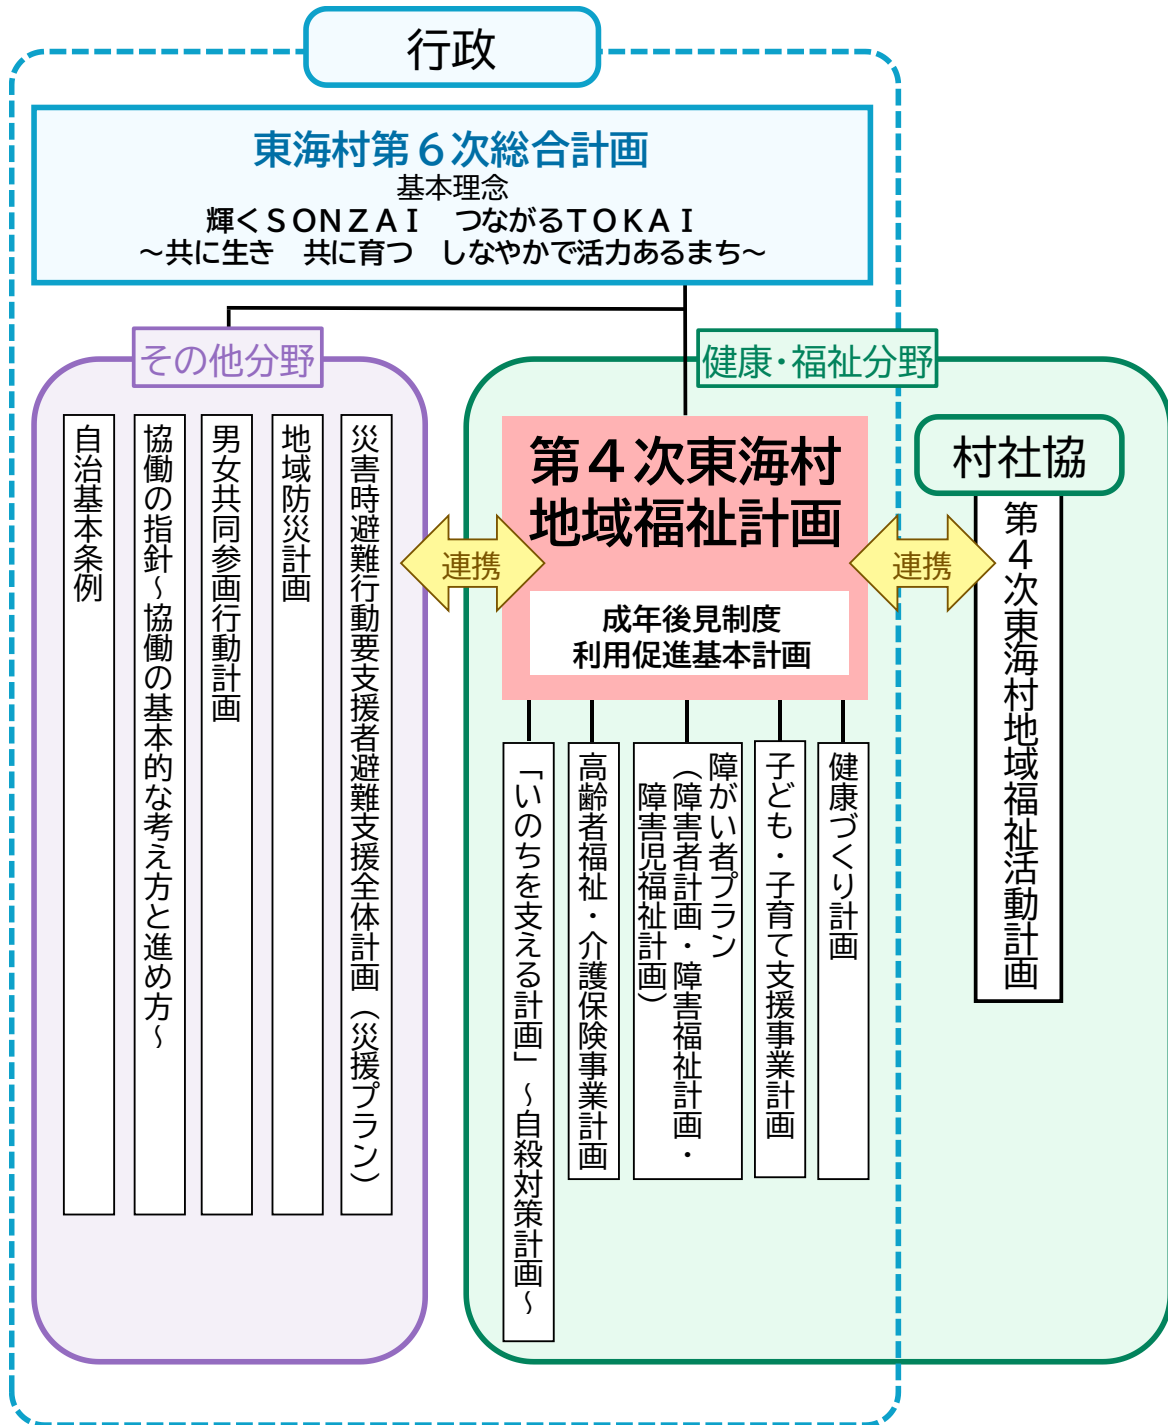 行政
東海村第６次総合計画
基本理念
輝くＳＯＮＺＡＩ　つながるＴＯＫＡＩ
～共に生き　共に育つ　しなやかで活力あるまち～
その他分野
自治基本条例
協働の指針～協働の基本的な考え方と進め方～
男女共同参画行動計画
地域防災計画
災害時避難行動要支援者避難支援全体計画（災援プラン）
連携
健康・福祉分野
第４次東海村
地域福祉計画
成年後見制度
利用促進基本計画
「いのちを支える計画」～自殺対策計画～
高齢者福祉・介護保険事業計画
障がい者プラン
（障害者計画・障害福祉計画・
障害児福祉計画）
子ども・子育て支援事業計画
健康づくり計画
連携
村社協
第４次東海村地域福祉活動計画